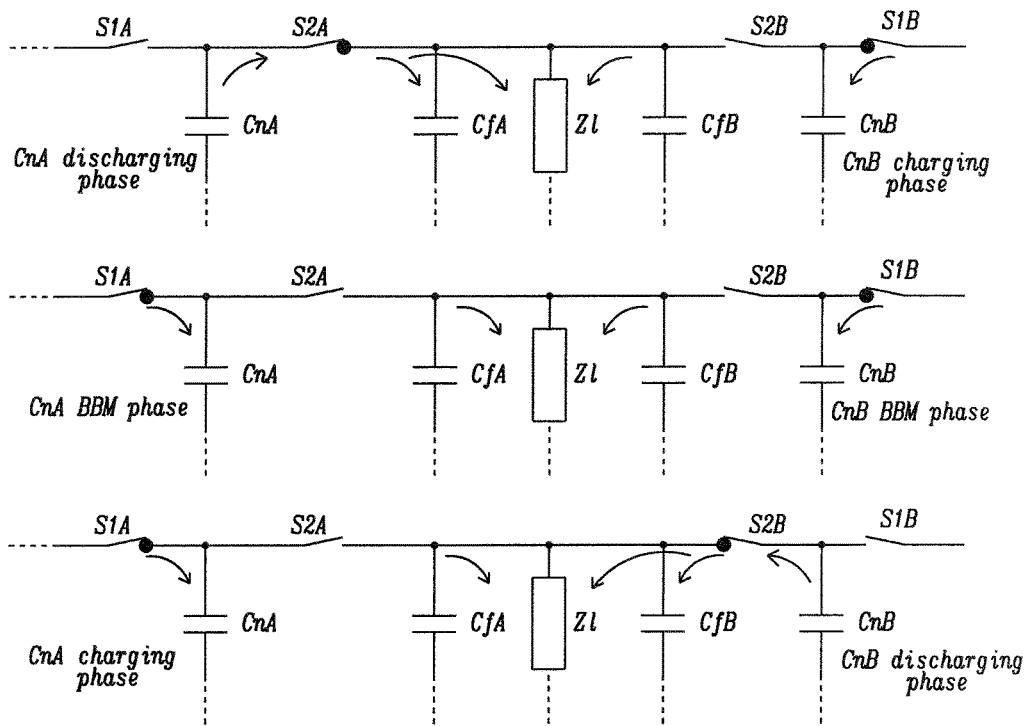 S1A S2A S2B S1B
CnA CfA Zl CfB CnB
CnA discharging
phase
CnB charging
phase
S1A S2A S2B S1B
CnA CfA Zl CfB CnB
CnA BBM phase
CnB BBM phase
S1A S2A S2B S1B
CnA CfA Zl CfB CnB
CnA charging
phase
CnB discharging
phase